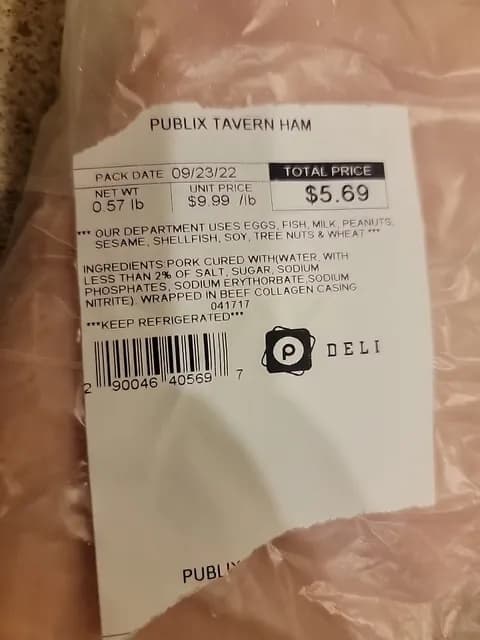 PUBLIX TAVERN HAM
PACK DATE 09/23/22
NET WT
0.57 lb
UNIT PRICE
$9.99 /lb
TOTAL PRICE
$5.69
*** OUR DEPARTMENT USES EGGS, FISH, MILK, PEANUTS,
SESAME, SHELLFISH, SOY, TREE NUTS & WHEAT ***
INGREDIENTS:PORK CURED WITH(WATER, WITH
LESS THAN 2% OF SALT, SUGAR, SODIUM
PHOSPHATES, SODIUM ERYTHORBATE,SODIUM
NITRITE). WRAPPED IN BEEF COLLAGEN CASING
041717
***KEEP REFRIGERATED***
P DELI
2 90046 40569 7